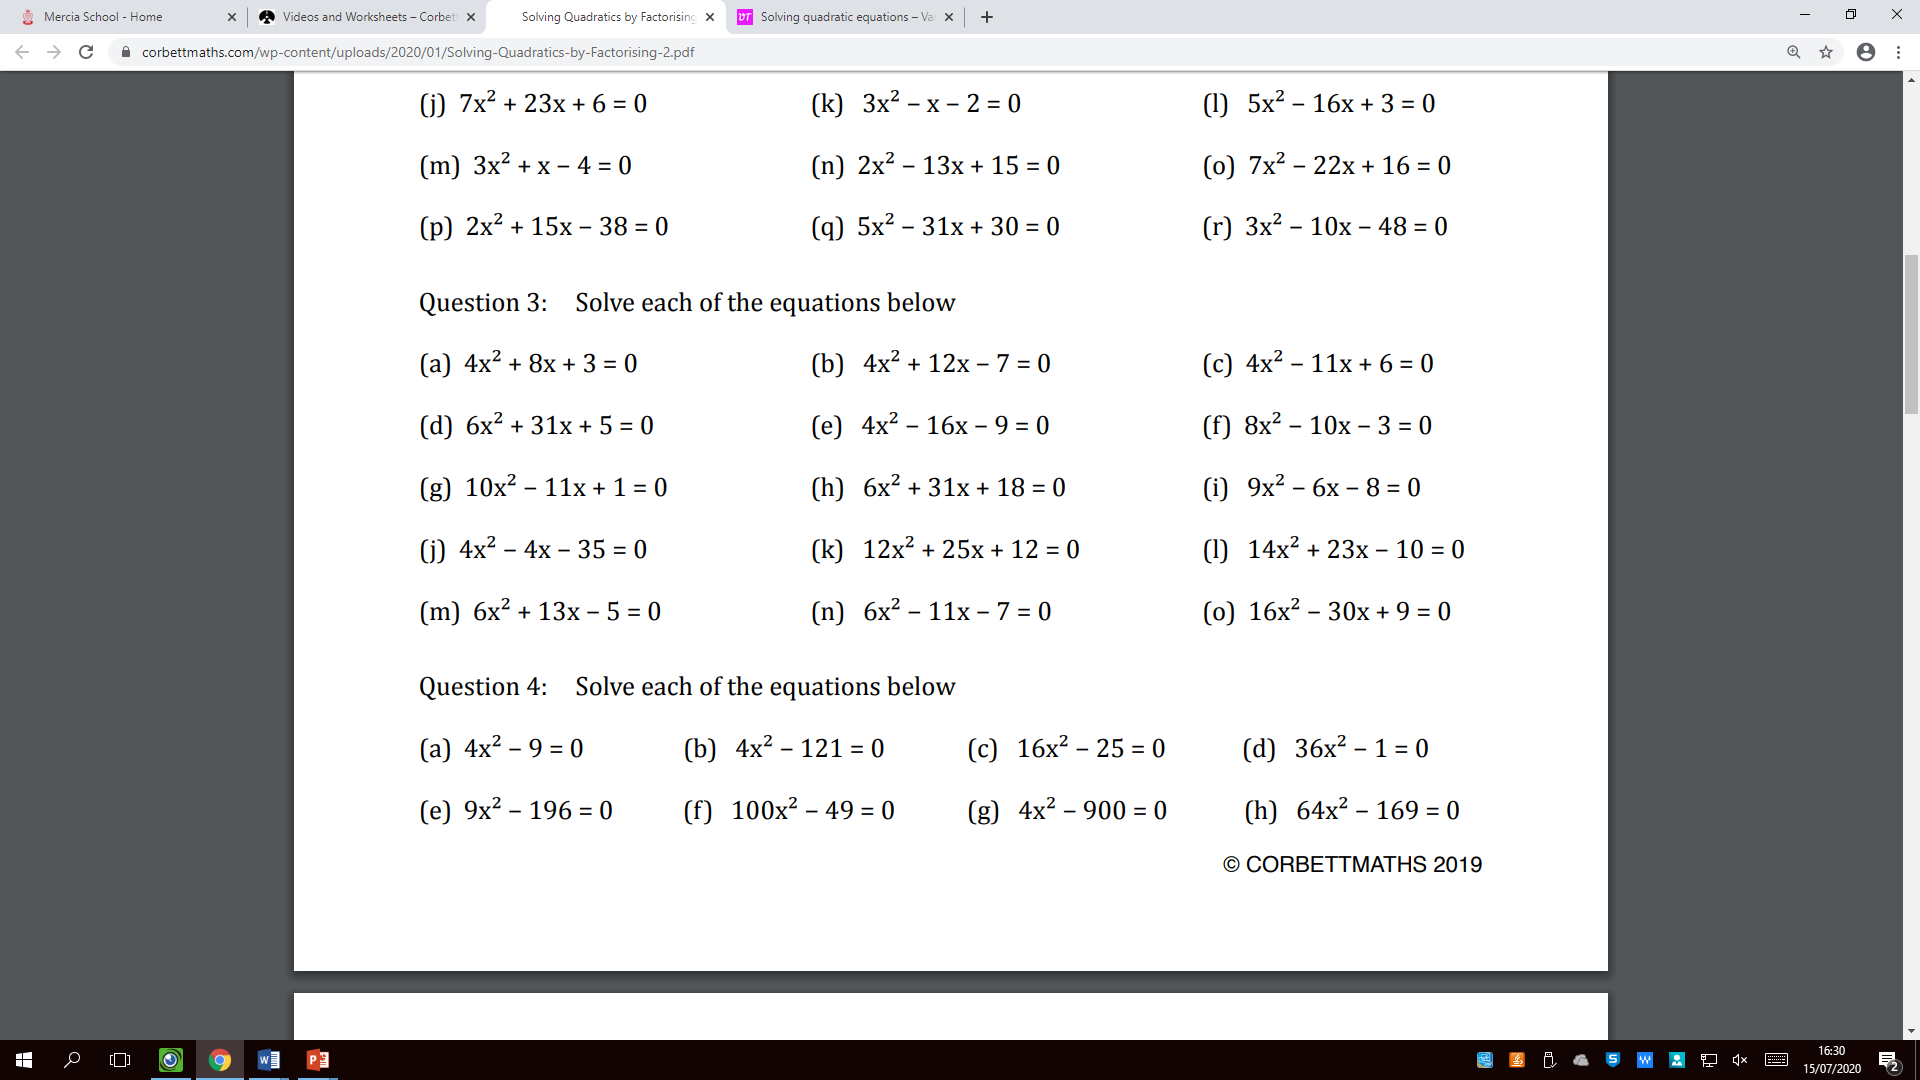 Mercia School - Home
Videos and Worksheets – Corbet
Solving Quadratics by Factorising
Solving quadratic equations – Va
corbettmaths.com/wp-content/uploads/2020/01/Solving-Quadratics-by-Factorising-2.pdf
(j) 7x² + 23x + 6 = 0 (k) 3x² – x – 2 = 0 (l) 5x² – 16x + 3 = 0
(m) 3x² + x – 4 = 0 (n) 2x² – 13x + 15 = 0 (o) 7x² – 22x + 16 = 0
(p) 2x² + 15x – 38 = 0 (q) 5x² – 31x + 30 = 0 (r) 3x² – 10x – 48 = 0
Question 3: Solve each of the equations below
(a) 4x² + 8x + 3 = 0 (b) 4x² + 12x – 7 = 0 (c) 4x² – 11x + 6 = 0
(d) 6x² + 31x + 5 = 0 (e) 4x² – 16x – 9 = 0 (f) 8x² – 10x – 3 = 0
(g) 10x² – 11x + 1 = 0 (h) 6x² + 31x + 18 = 0 (i) 9x² – 6x – 8 = 0
(j) 4x² – 4x – 35 = 0 (k) 12x² + 25x + 12 = 0 (l) 14x² + 23x – 10 = 0
(m) 6x² + 13x – 5 = 0 (n) 6x² – 11x – 7 = 0 (o) 16x² – 30x + 9 = 0
Question 4: Solve each of the equations below
(a) 4x² – 9 = 0 (b) 4x² – 121 = 0 (c) 16x² – 25 = 0 (d) 36x² – 1 = 0
(e) 9x² – 196 = 0 (f) 100x² – 49 = 0 (g) 4x² – 900 = 0 (h) 64x² – 169 = 0
© CORBETTMATHS 2019
16:30
15/07/2020
2